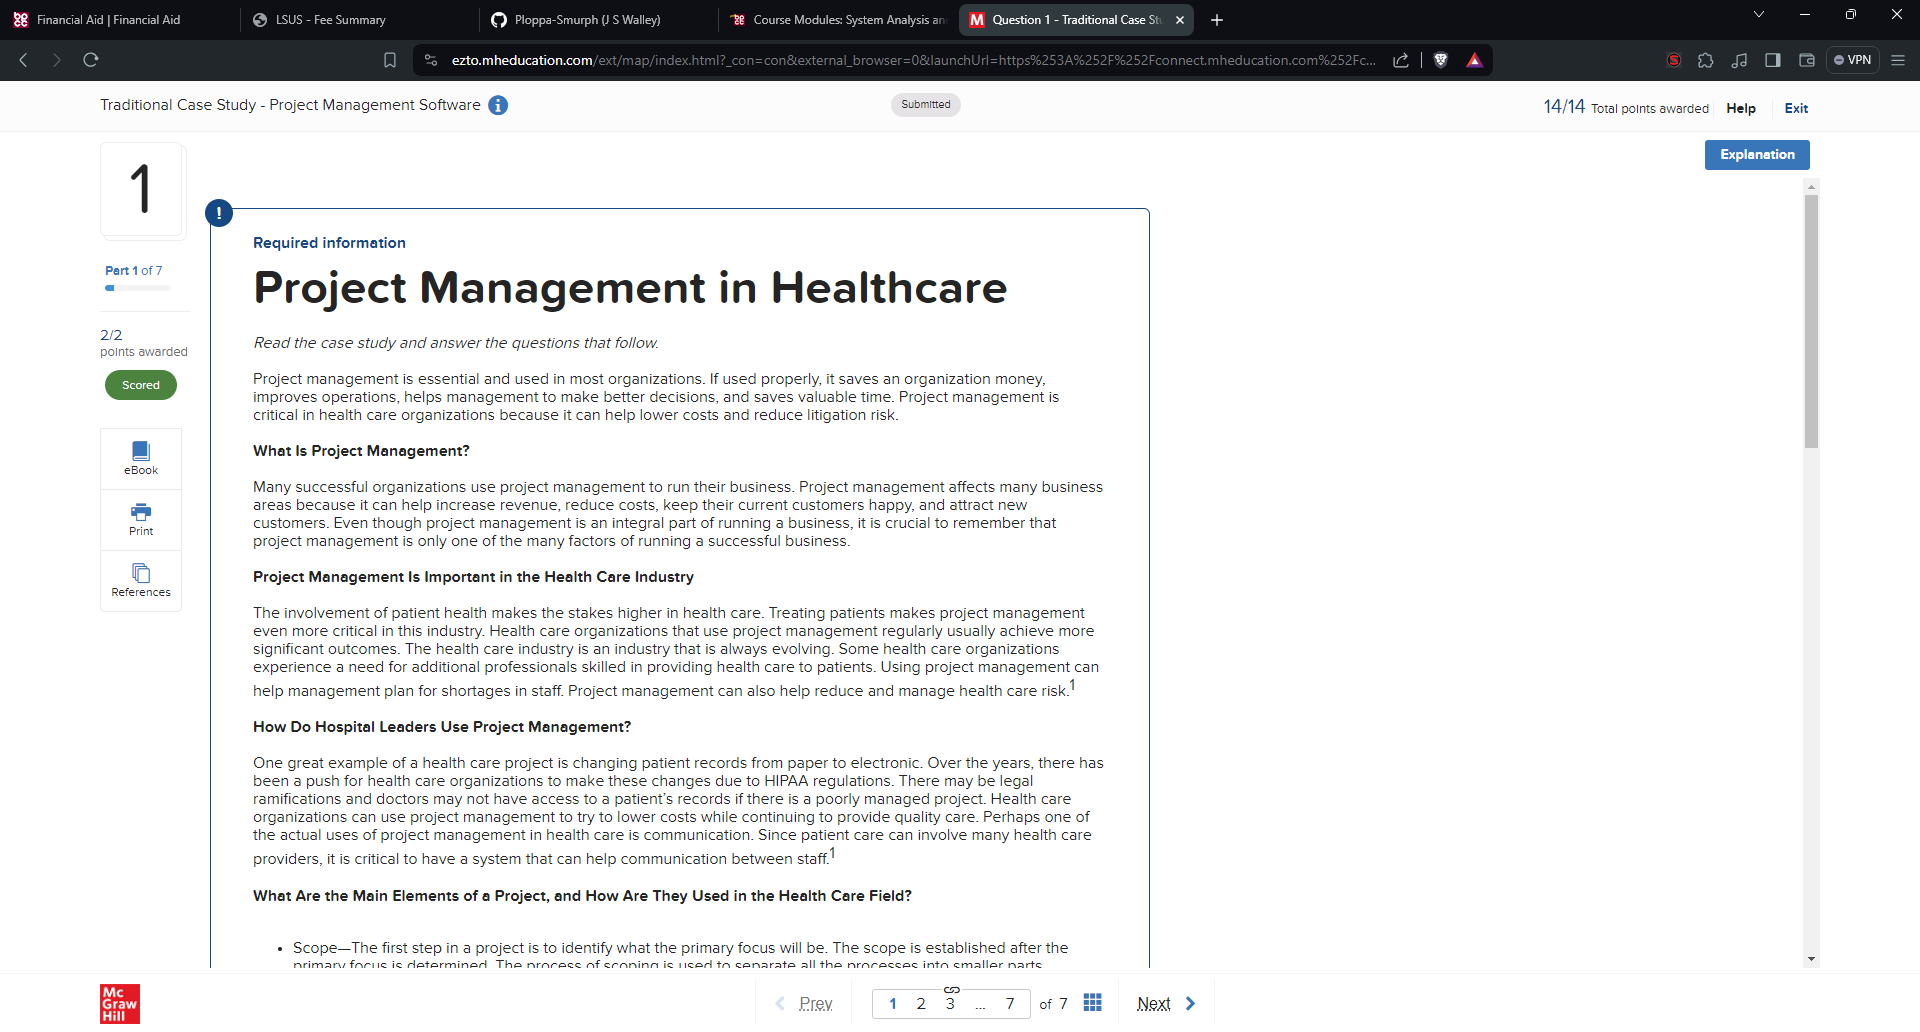 Financial Aid | Financial Aid
LSUS - Fee Summary
Ploppa-Smurph (J S Walley)
Course Modules: System Analysis an
Question 1 - Traditional Case St
ezto.mheducation.com/ext/map/index.html?_con=con&external_browser=0&launchUrl=https%253A%252F%252Fconnect.mheducation.com%252Fc...
VPN
Traditional Case Study - Project Management Software
Submitted
14/14 Total points awarded
Help
Exit
Explanation
1
Part 1 of 7
2/2
points awarded
Scored
eBook
Print
References
!
Required information
Project Management in Healthcare
Read the case study and answer the questions that follow.
Project management is essential and used in most organizations. If used properly, it saves an organization money,
improves operations, helps management to make better decisions, and saves valuable time. Project management is
critical in health care organizations because it can help lower costs and reduce litigation risk.
What Is Project Management?
Many successful organizations use project management to run their business. Project management affects many business
areas because it can help increase revenue, reduce costs, keep their current customers happy, and attract new
customers. Even though project management is an integral part of running a business, it is crucial to remember that
project management is only one of the many factors of running a successful business.
Project Management Is Important in the Health Care Industry
The involvement of patient health makes the stakes higher in health care. Treating patients makes project management
even more critical in this industry. Health care organizations that use project management regularly usually achieve more
significant outcomes. The health care industry is an industry that is always evolving. Some health care organizations
experience a need for additional professionals skilled in providing health care to patients. Using project management can
help management plan for shortages in staff. Project management can also help reduce and manage health care risk.1
How Do Hospital Leaders Use Project Management?
One great example of a health care project is changing patient records from paper to electronic. Over the years, there has
been a push for health care organizations to make these changes due to HIPAA regulations. There may be legal
ramifications and doctors may not have access to a patient's records if there is a poorly managed project. Health care
organizations can use project management to try to lower costs while continuing to provide quality care. Perhaps one of
the actual uses of project management in health care is communication. Since patient care can involve many health care
providers, it is critical to have a system that can help communication between staff.1
What Are the Main Elements of a Project, and How Are They Used in the Health Care Field?
• Scope—The first step in a project is to identify what the primary focus will be. The scope is established after the
primary focus is determined. The process of scoping is used to separate all the processes into smaller parts
Mc
Graw
Hill
Prev
1 2 3 ... 7 of 7
Next